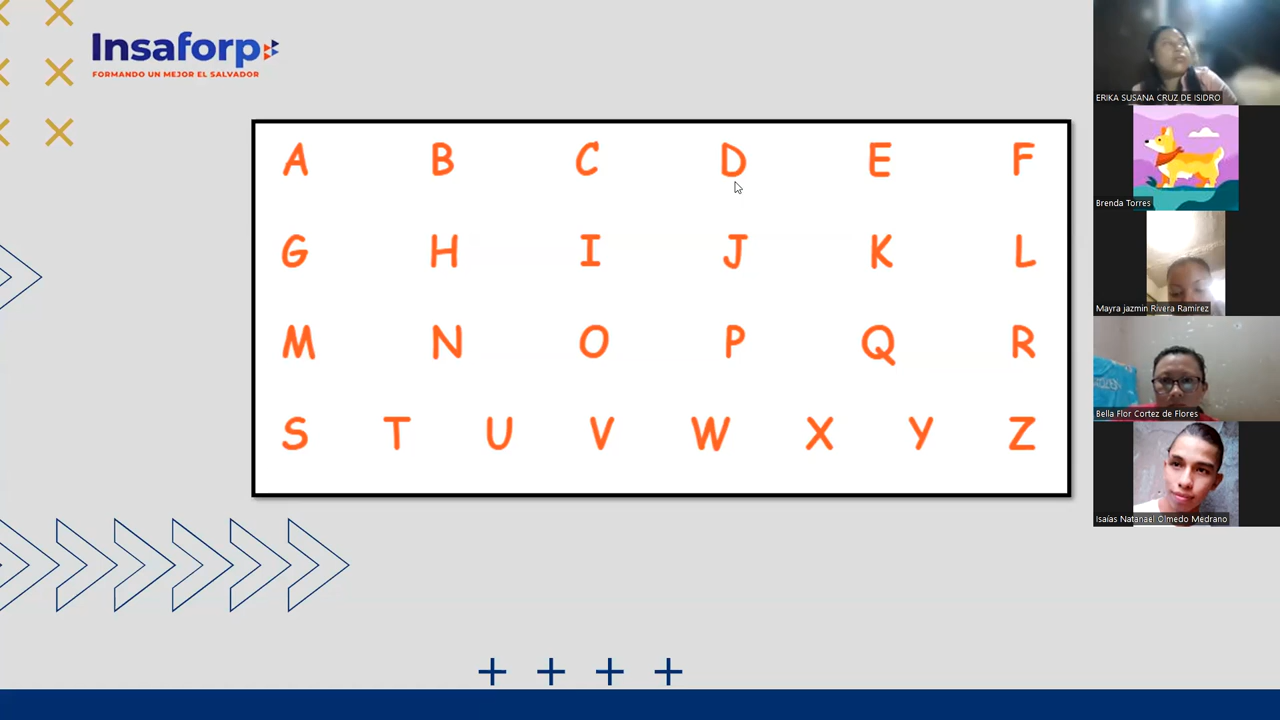 Insaforp
FORMANDO UN MEJOR EL SALVADOR
A B C D E F
G H I J K L
M N O P Q R
S T U V W X Y Z
ERIKA SUSANA CRUZ DE ISIDRO
Brenda Torres
Mayra jazmin Rivera Ramirez
Bella Flor Cortez de Flores
Isaías Natanael Olmedo Medrano